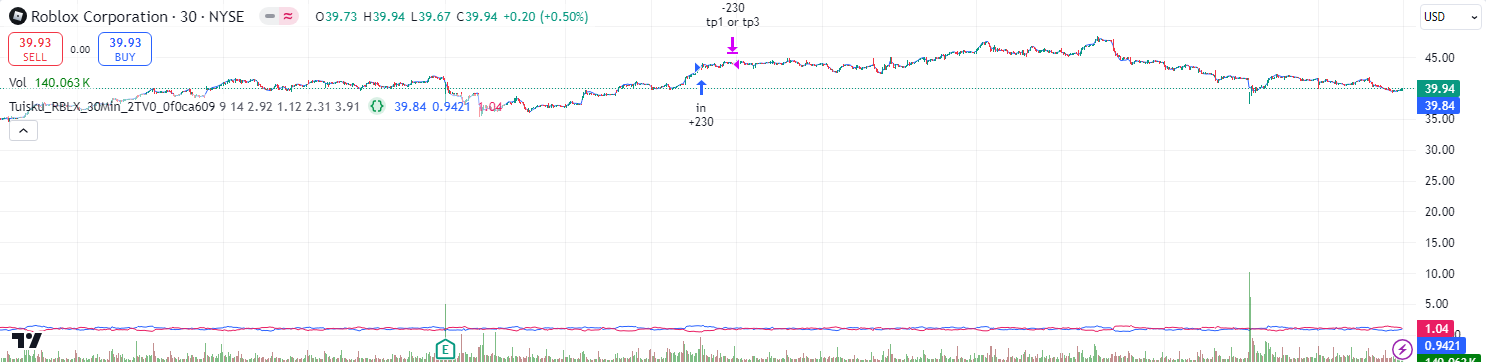 Roblox Corporation · 30 · NYSE O39.73 H39.94 L39.67 C39.94 +0.20 (+0.50%)
-230
tp1 or tp3
USD
39.93
SELL
0.00
39.93
BUY
Vol 140.063 K
Tuisku_RBLX_30Min_2TV0_0f0ca609 9 14 2.92 1.12 2.31 3.91 39.84 0.9421 1.04
in
+230
45.00
39.94
39.84
35.00
30.00
25.00
20.00
15.00
10.00
5.00
1.04
0.9421
140.063 K
E